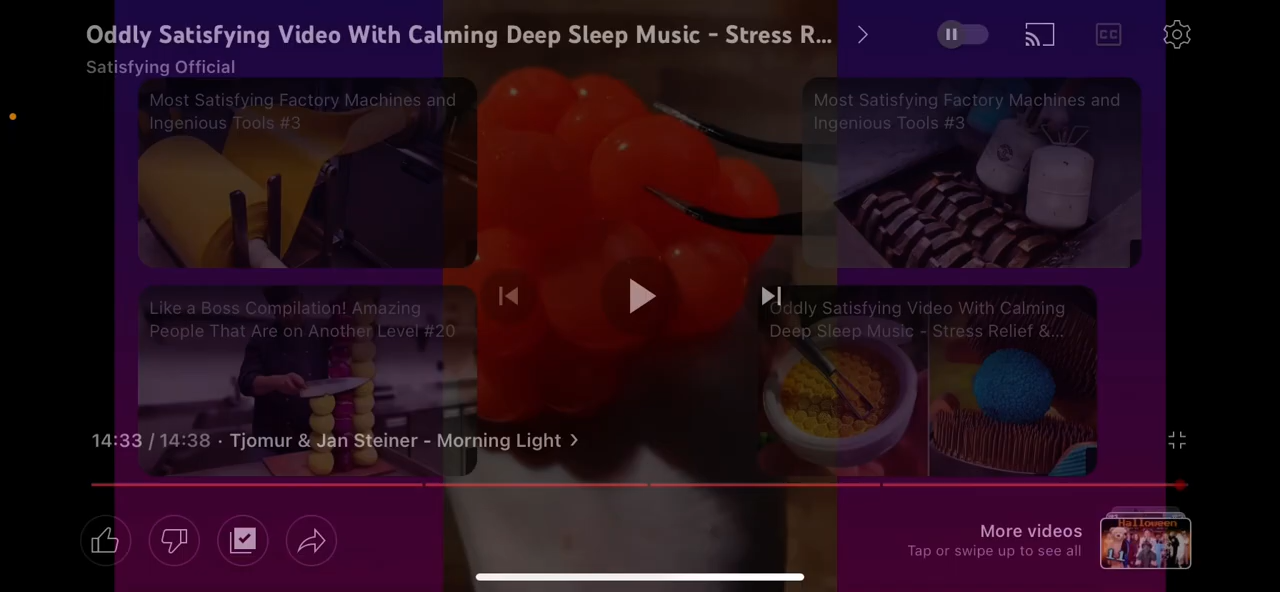 Oddly Satisfying Video With Calming Deep Sleep Music - Stress R...
Satisfying Official
CC
Most Satisfying Factory Machines and
Ingenious Tools #3
Most Satisfying Factory Machines and
Ingenious Tools #3
Like a Boss Compilation! Amazing
People That Are on Another Level #20
Oddly Satisfying Video With Calming
Deep Sleep Music - Stress Relief &...
14:33 / 14:38 · Tjomur & Jan Steiner - Morning Light
More videos
Tap or swipe up to see all
Halloween